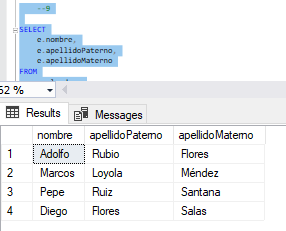 --g
SELECT
e.nombre,
e.apellidoPaterno,
e.apellidoMaterno
FROM
52 %
Results Messages
nombre apellidoPaterno apellidoMaterno
1 Adolfo Rubio Flores
2 Marcos Loyola Méndez
3 Pepe Ruiz Santana
4 Diego Flores Salas